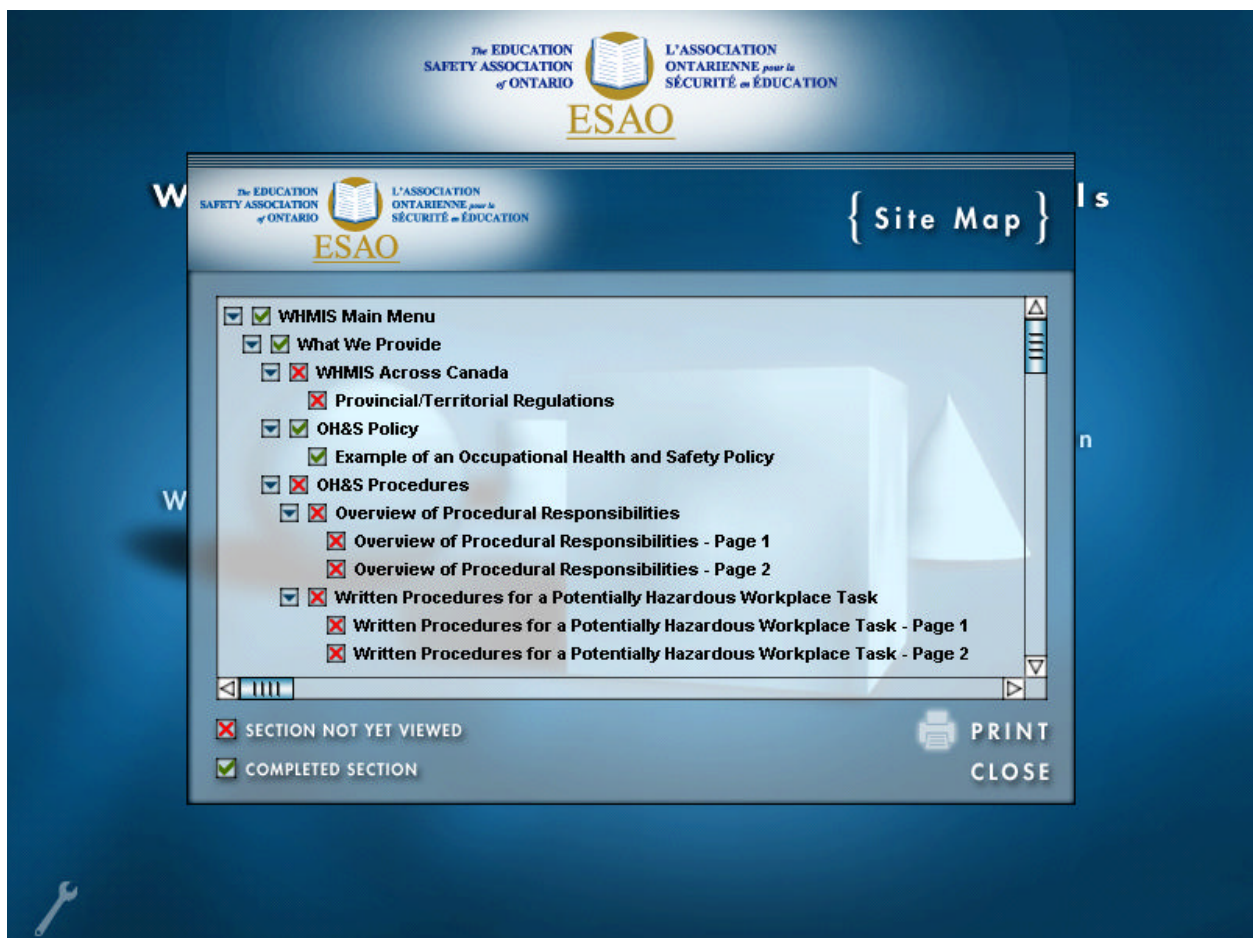 The EDUCATION
SAFETY ASSOCIATION
of ONTARIO
L'ASSOCIATION
ONTARIENNE pour la
SÉCURITÉ en ÉDUCATION
ESAO
W
l s
The EDUCATION
SAFETY ASSOCIATION
of ONTARIO
L'ASSOCIATION
ONTARIENNE pour la
SÉCURITÉ en ÉDUCATION
ESAO
{ Site Map }
WHMIS Main Menu
What We Provide
WHMIS Across Canada
Provincial/Territorial Regulations
OH&S Policy
Example of an Occupational Health and Safety Policy
OH&S Procedures
Overview of Procedural Responsibilities
Overview of Procedural Responsibilities - Page 1
Overview of Procedural Responsibilities - Page 2
Written Procedures for a Potentially Hazardous Workplace Task
Written Procedures for a Potentially Hazardous Workplace Task - Page 1
Written Procedures for a Potentially Hazardous Workplace Task - Page 2
n
W
SECTION NOT YET VIEWED
COMPLETED SECTION
PRINT
CLOSE